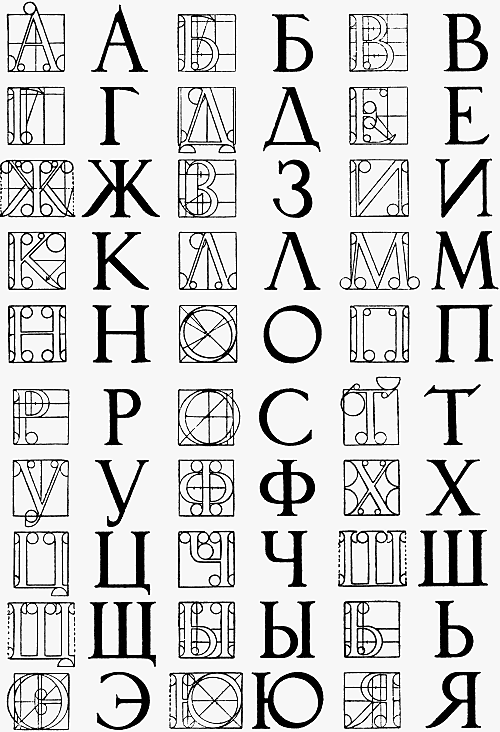 А А Б Б В В
Г Г Д Д Е Е
Ж Ж З З И И
К К Л Л М М
Н Н О О П П
Р Р С С Т Т
У У Ф Ф Х Х
Ц Ц Ч Ч Ш Ш
Щ Щ Ы Ы Ь Ь
Э Э Ю Ю Я Я